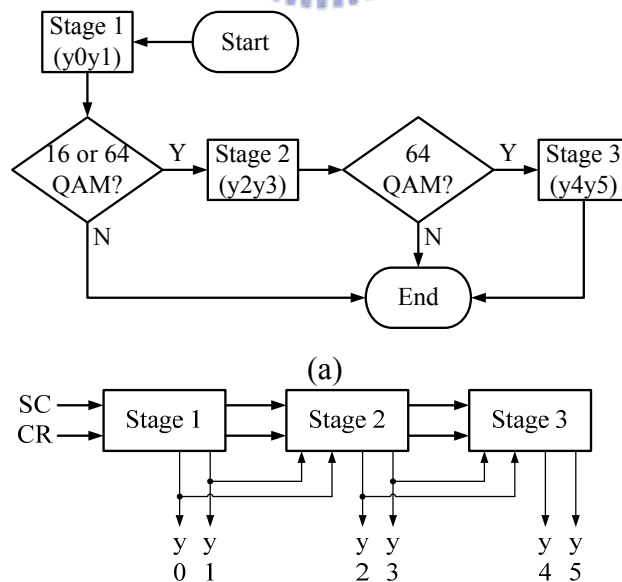 Stage 1
(y0y1)
Start
16 or 64
QAM?
Y
Stage 2
(y2y3)
64
QAM?
Y
Stage 3
(y4y5)
N
N
End
(a)
SC
CR
Stage 1
Stage 2
Stage 3
y y y y y y
0 1 2 3 4 5